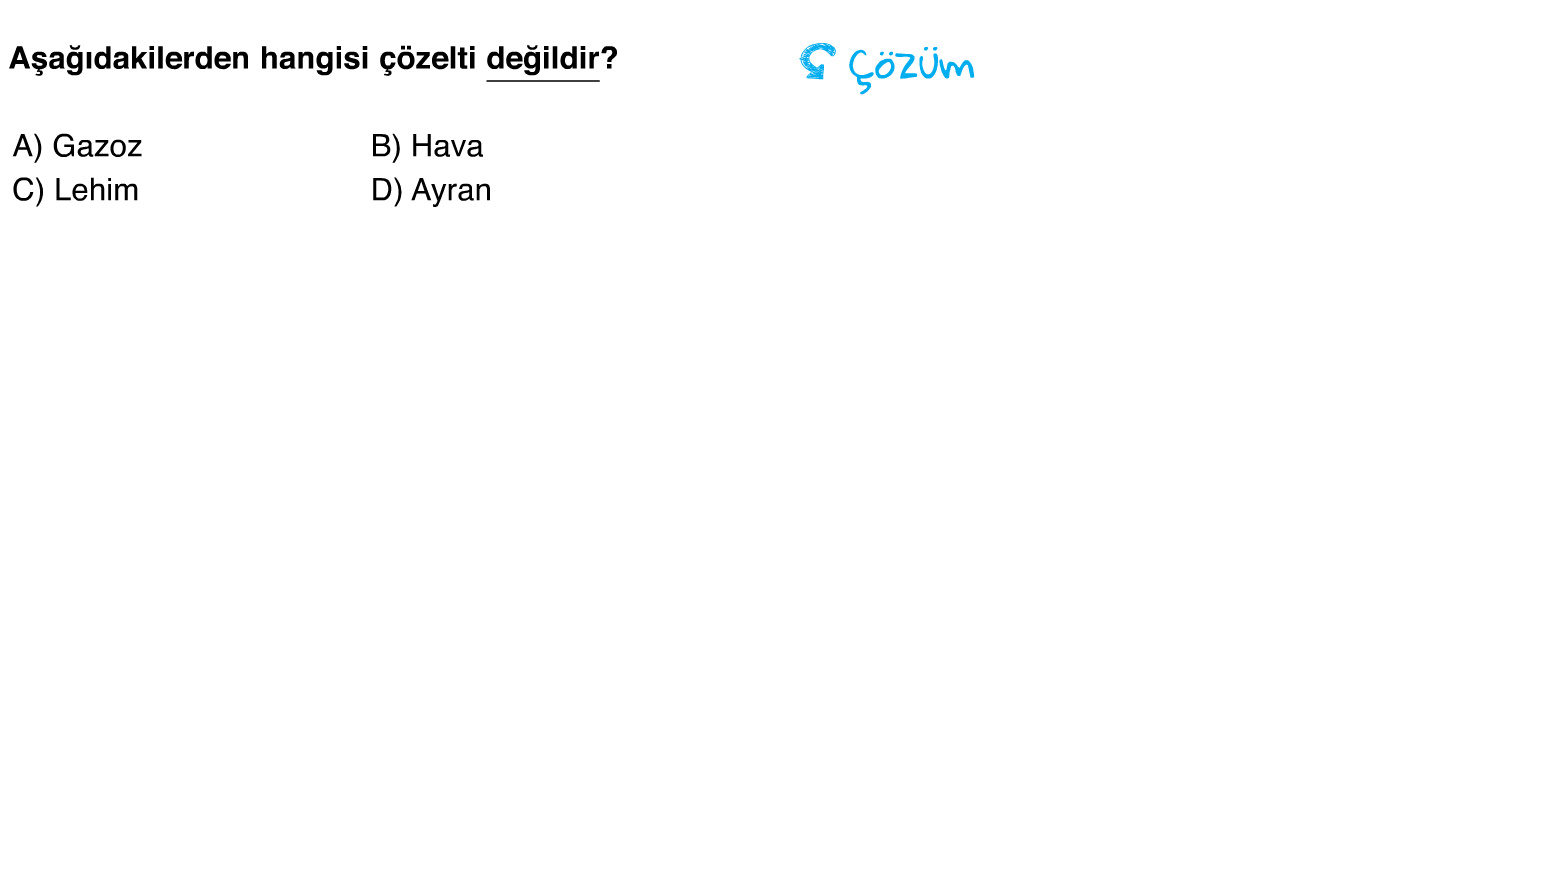 Aşağıdakilerden hangisi çözelti değildir?
Çözüm
A) Gazoz B) Hava
C) Lehim D) Ayran